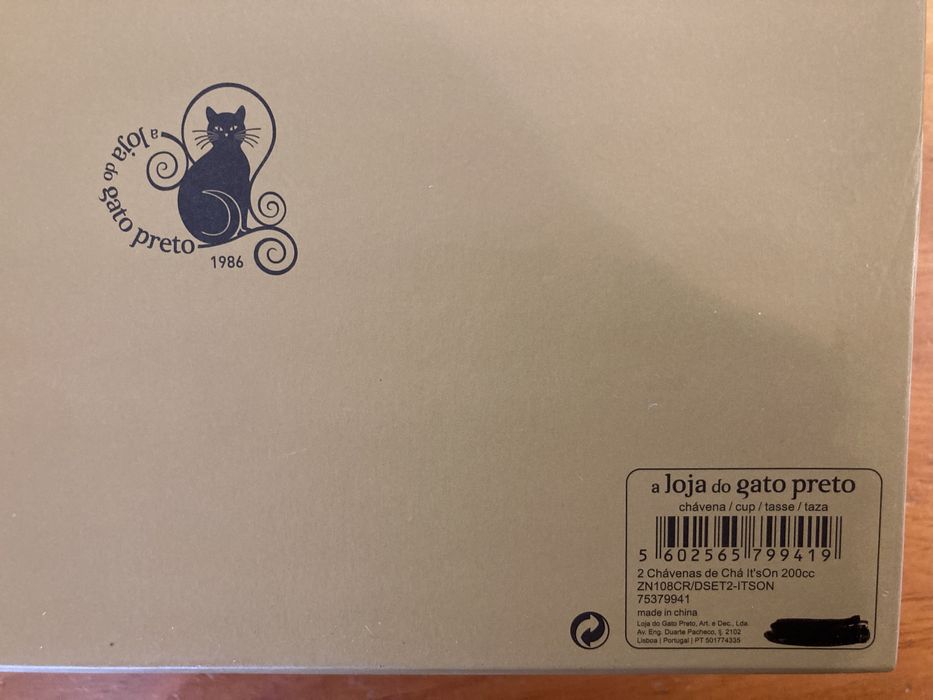 a loja do gato preto
1986
a loja do gato preto
chávena / cup / tasse / taza
5 602565 799419
2 Chávenas de Chá It'sOn 200cc
ZN108CR/DSET2-ITSON
75379941
made in china
Loja do Gato Preto, Art. e Dec., Lda.
Av. Eng. Duarte Pacheco, lj. 2102
Lisboa | Portugal | PT 501774335